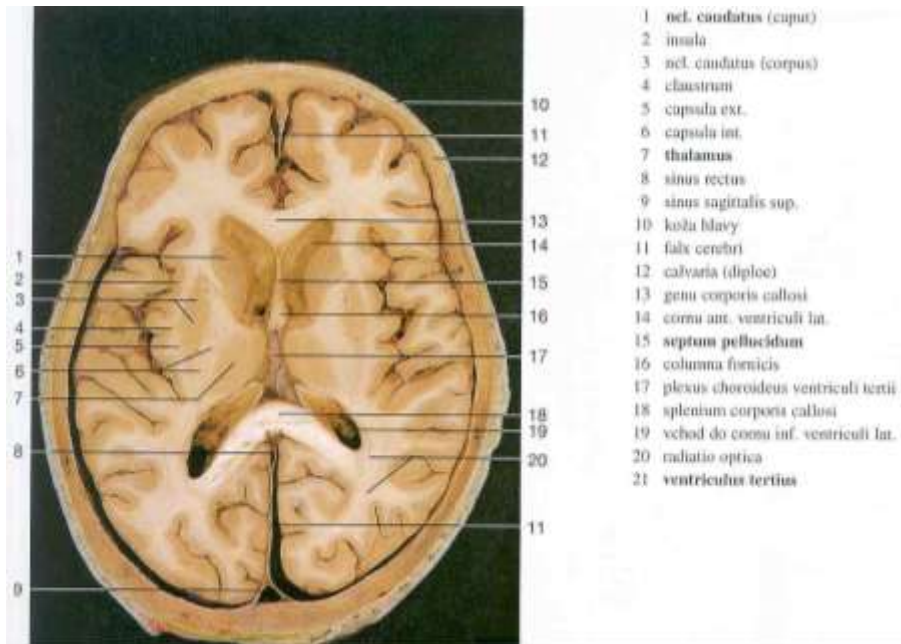 1 ncl. caudatus (caput)
2 insula
3 ncl. caudatus (corpus)
4 claustrum
5 capsula ext.
6 capsula int.
7 thalamus
8 sinus rectus
9 sinus sagittalis sup.
10 koža hlavy
11 falx cerebri
12 calvaria (diploe)
13 genu corporis callosi
14 cornu ant. ventriculi lat.
15 septum pellucidum
16 columna fornicis
17 plexus choroideus ventriculi tertii
18 splenium corporis callosi
19 vchod do cornu inf. ventriculi lat.
20 radiatio optica
21 ventriculus tertius
10
11
12
13
14
1
15
2
3
16
4
5
17
6
7
18
19
8
20
11
9